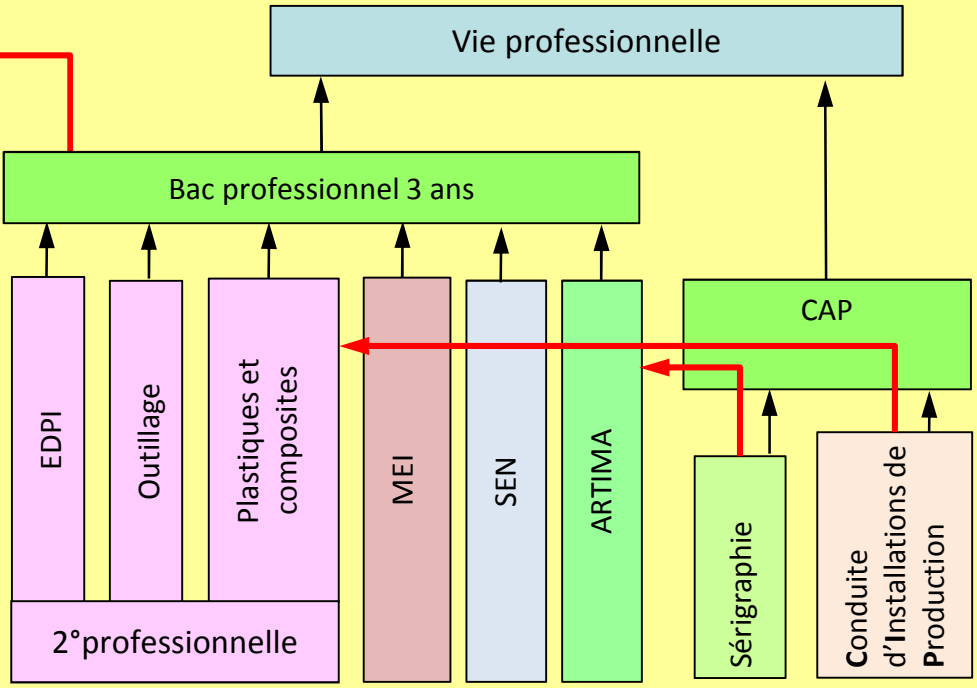 Vie professionnelle
Bac professionnel 3 ans
EDPI
Outillage
Plastiques et
composites
MEI
SEN
ARTIMA
CAP
Sérigraphie
Conduite
d'Installations de
Production
2°professionnelle